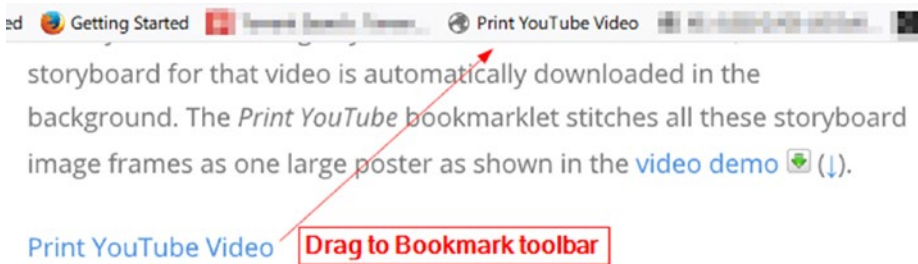 ed Getting Started Print YouTube Video
storyboard for that video is automatically downloaded in the
background. The Print YouTube bookmarklet stitches all these storyboard
image frames as one large poster as shown in the video demo (↓).
Print YouTube Video Drag to Bookmark toolbar